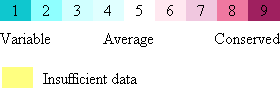 1 2 3 4 5 6 7 8 9
Variable Average Conserved
Insufficient data